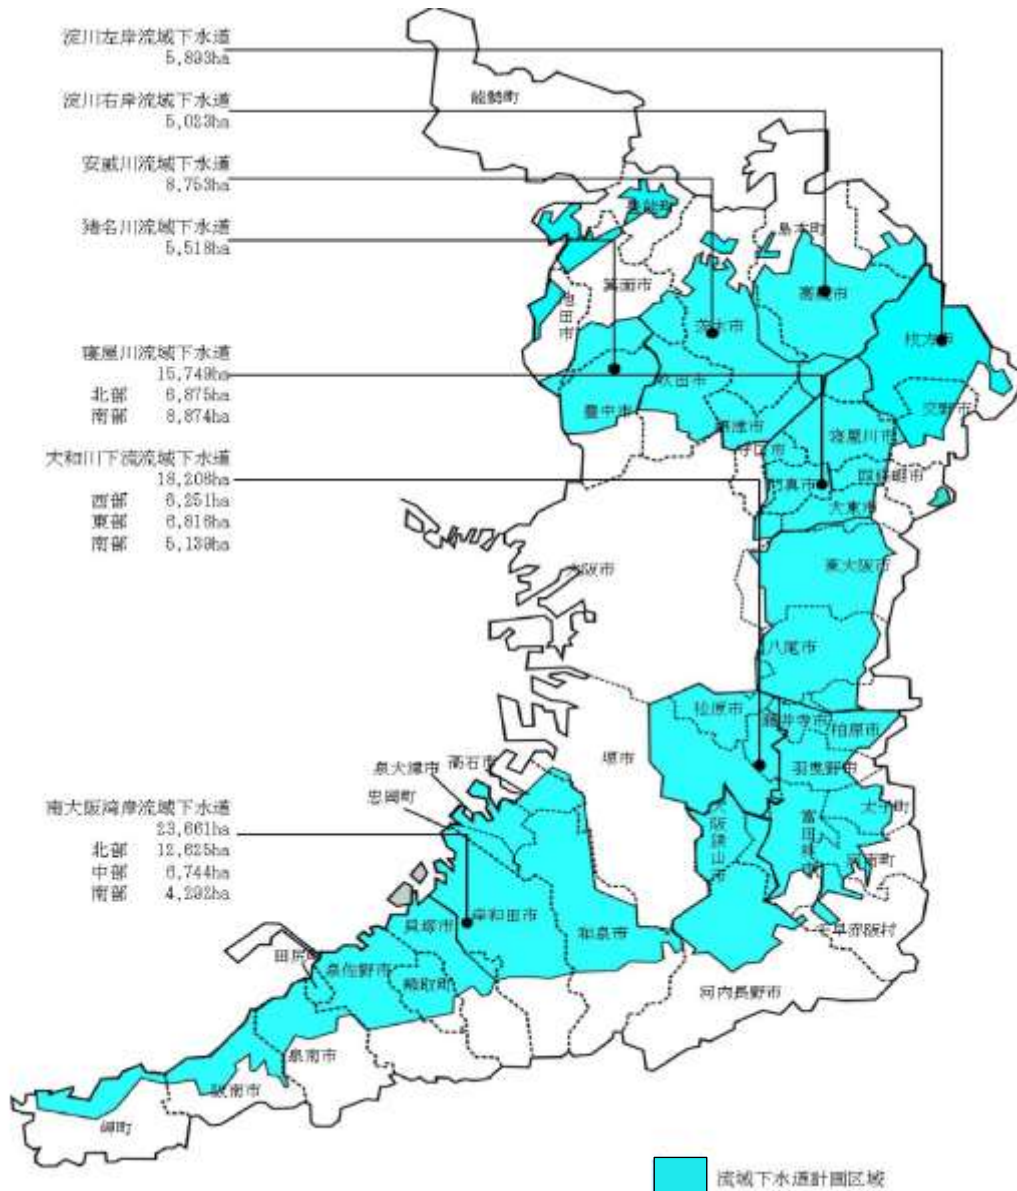 淀川左岸流域下水道
5,893ha
淀川右岸流域下水道
5,023ha
安威川流域下水道
8,753ha
猪名川流域下水道
5,518ha
寝屋川流域下水道
15,749ha
北部 6,875ha
南部 8,874ha
大和川下流流域下水道
18,206ha
西部 6,251ha
東部 6,816ha
南部 5,139ha
南大阪湾岸流域下水道
23,661ha
北部 12,625ha
中部 6,744ha
南部 4,292ha
能勢町
豊能町
島本町
箕面市
池田市
高槻市
茨木市
枚方市
吹田市
豊中市
摂津市
交野市
守口市
寝屋川市
門真市
四條畷市
大東市
大阪市
東大阪市
八尾市
松原市
藤井寺市
柏原市
堺市
羽曳野市
高石市
泉大津市
忠岡町
大阪狭山市
富田林市
太子町
河南町
千早赤阪村
岸和田市
和泉市
貝塚市
田尻町
泉佐野市
熊取町
河内長野市
泉南市
阪南市
岬町
流域下水道計画区域